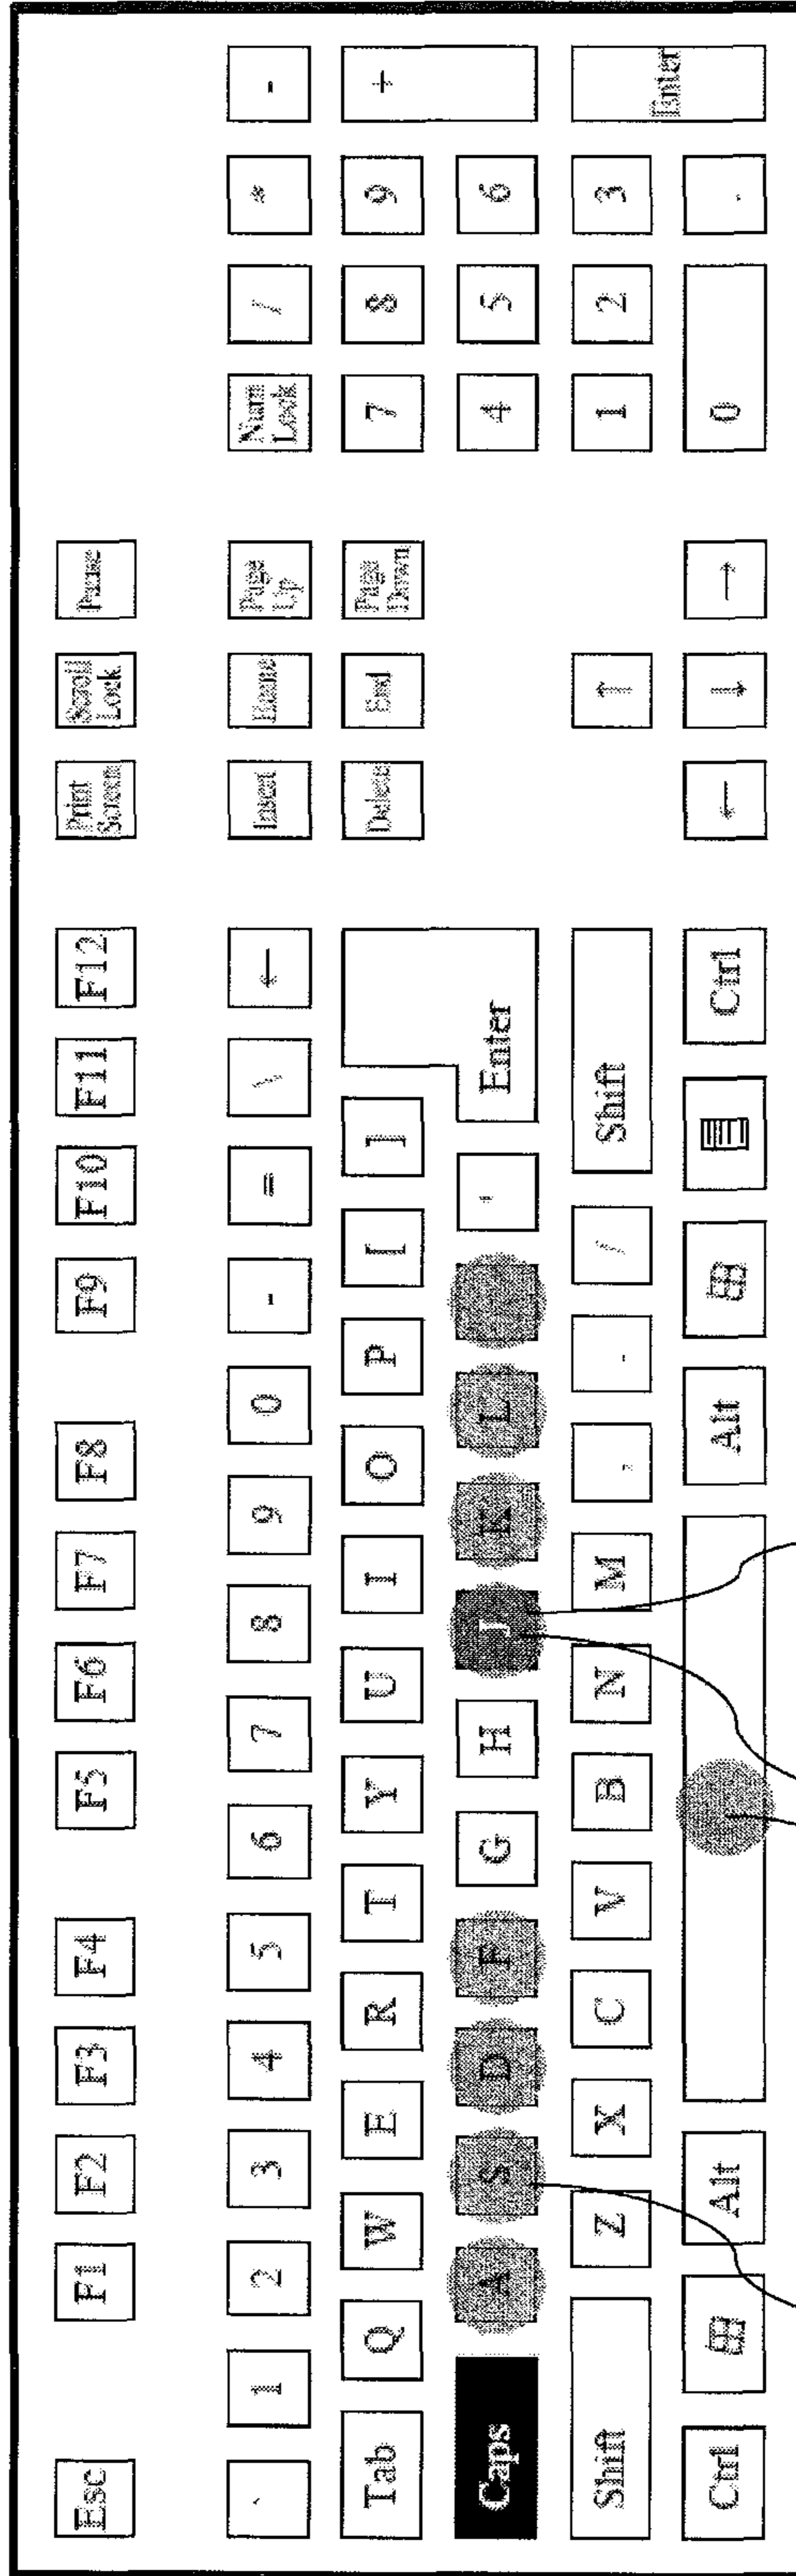 Esc F1 F2 F3 F4 F5 F6 F7 F8 F9 F10 F11 F12 Print Screen Scroll Lock Pause
` 1 2 3 4 5 6 7 8 9 0 - = \ ← Insert Home Page Up Num Lock / * -
Tab Q W E R T Y U I O P [ ] Enter Delete End Page Down 7 8 9 +
Caps A S D F G H J K L ' 4 5 6
Shift Z X C V B N M , . / Shift ↑ 1 2 3 Enter
Ctrl Alt Alt Ctrl ← ↓ → 0 .